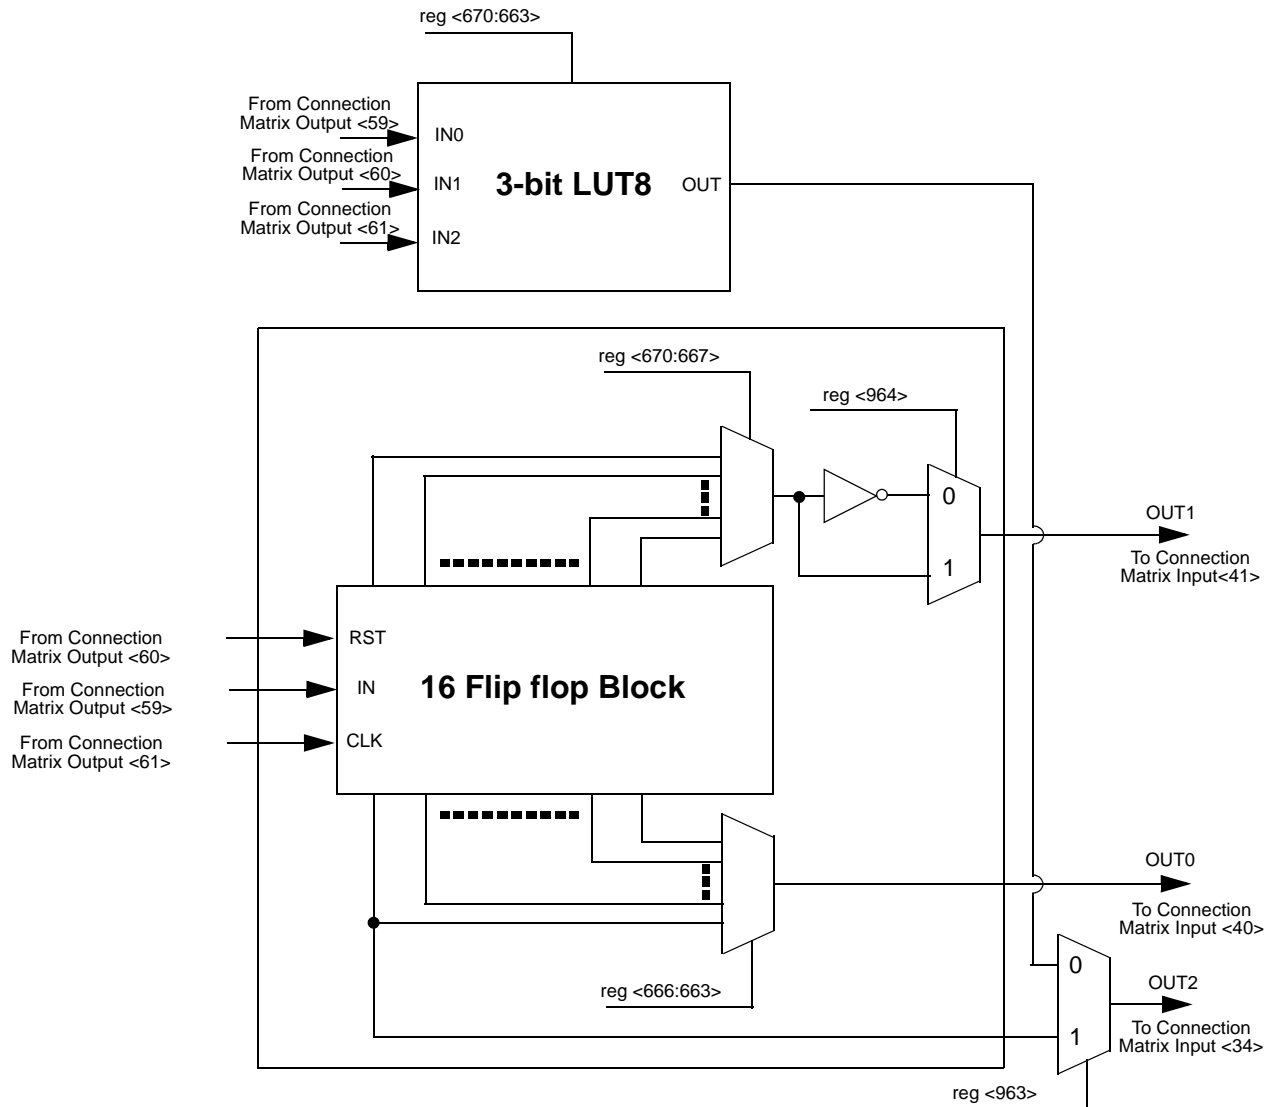 reg <670:663>
From Connection
Matrix Output <59>
IN0
From Connection
Matrix Output <60>
IN1
3-bit LUT8
OUT
From Connection
Matrix Output <61>
IN2
reg <670:667>
reg <964>
0
1
OUT1
To Connection
Matrix Input<41>
From Connection
Matrix Output <60>
RST
From Connection
Matrix Output <59>
IN
16 Flip flop Block
From Connection
Matrix Output <61>
CLK
OUT0
To Connection
Matrix Input <40>
reg <666:663>
0
1
OUT2
To Connection
Matrix Input <34>
reg <963>